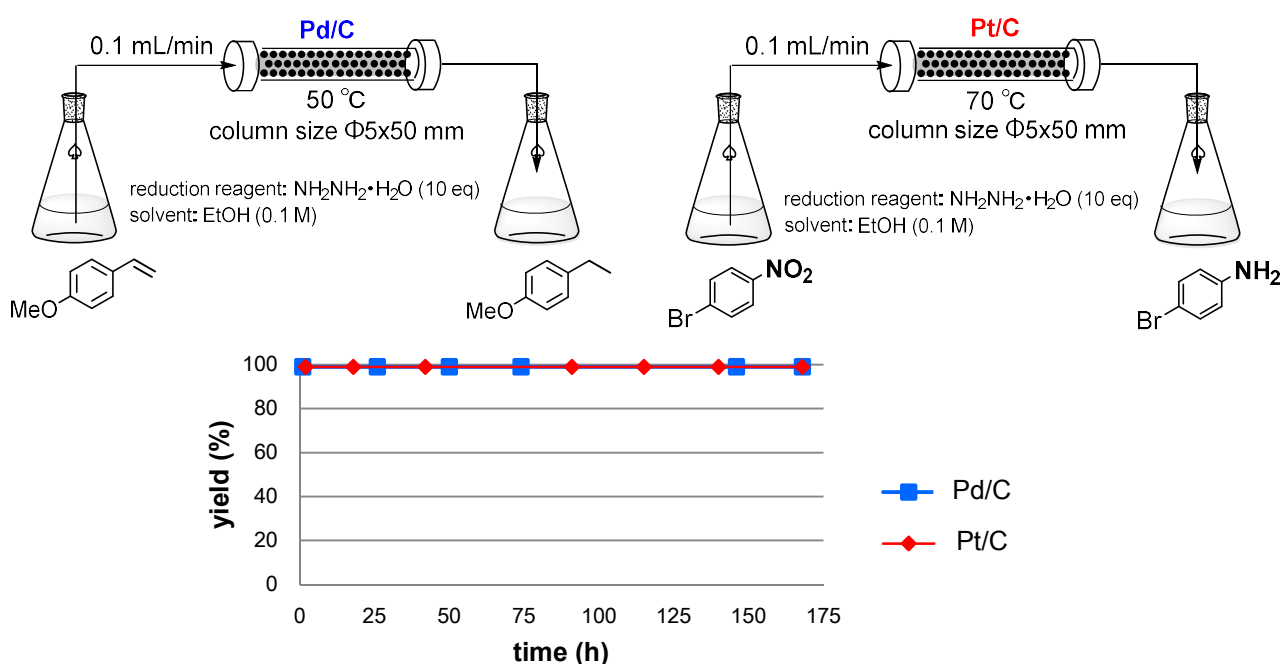 Pd/C
0.1 mL/min
50 °C
column size Φ5x50 mm
reduction reagent: NH₂NH₂•H₂O (10 eq)
solvent: EtOH (0.1 M)
MeO
MeO
Pt/C
0.1 mL/min
70 °C
column size Φ5x50 mm
reduction reagent: NH₂NH₂•H₂O (10 eq)
solvent: EtOH (0.1 M)
NO₂
Br
NH₂
Br
yield (%)
100
80
60
40
20
0
0 25 50 75 100 125 150 175
time (h)
Pd/C
Pt/C